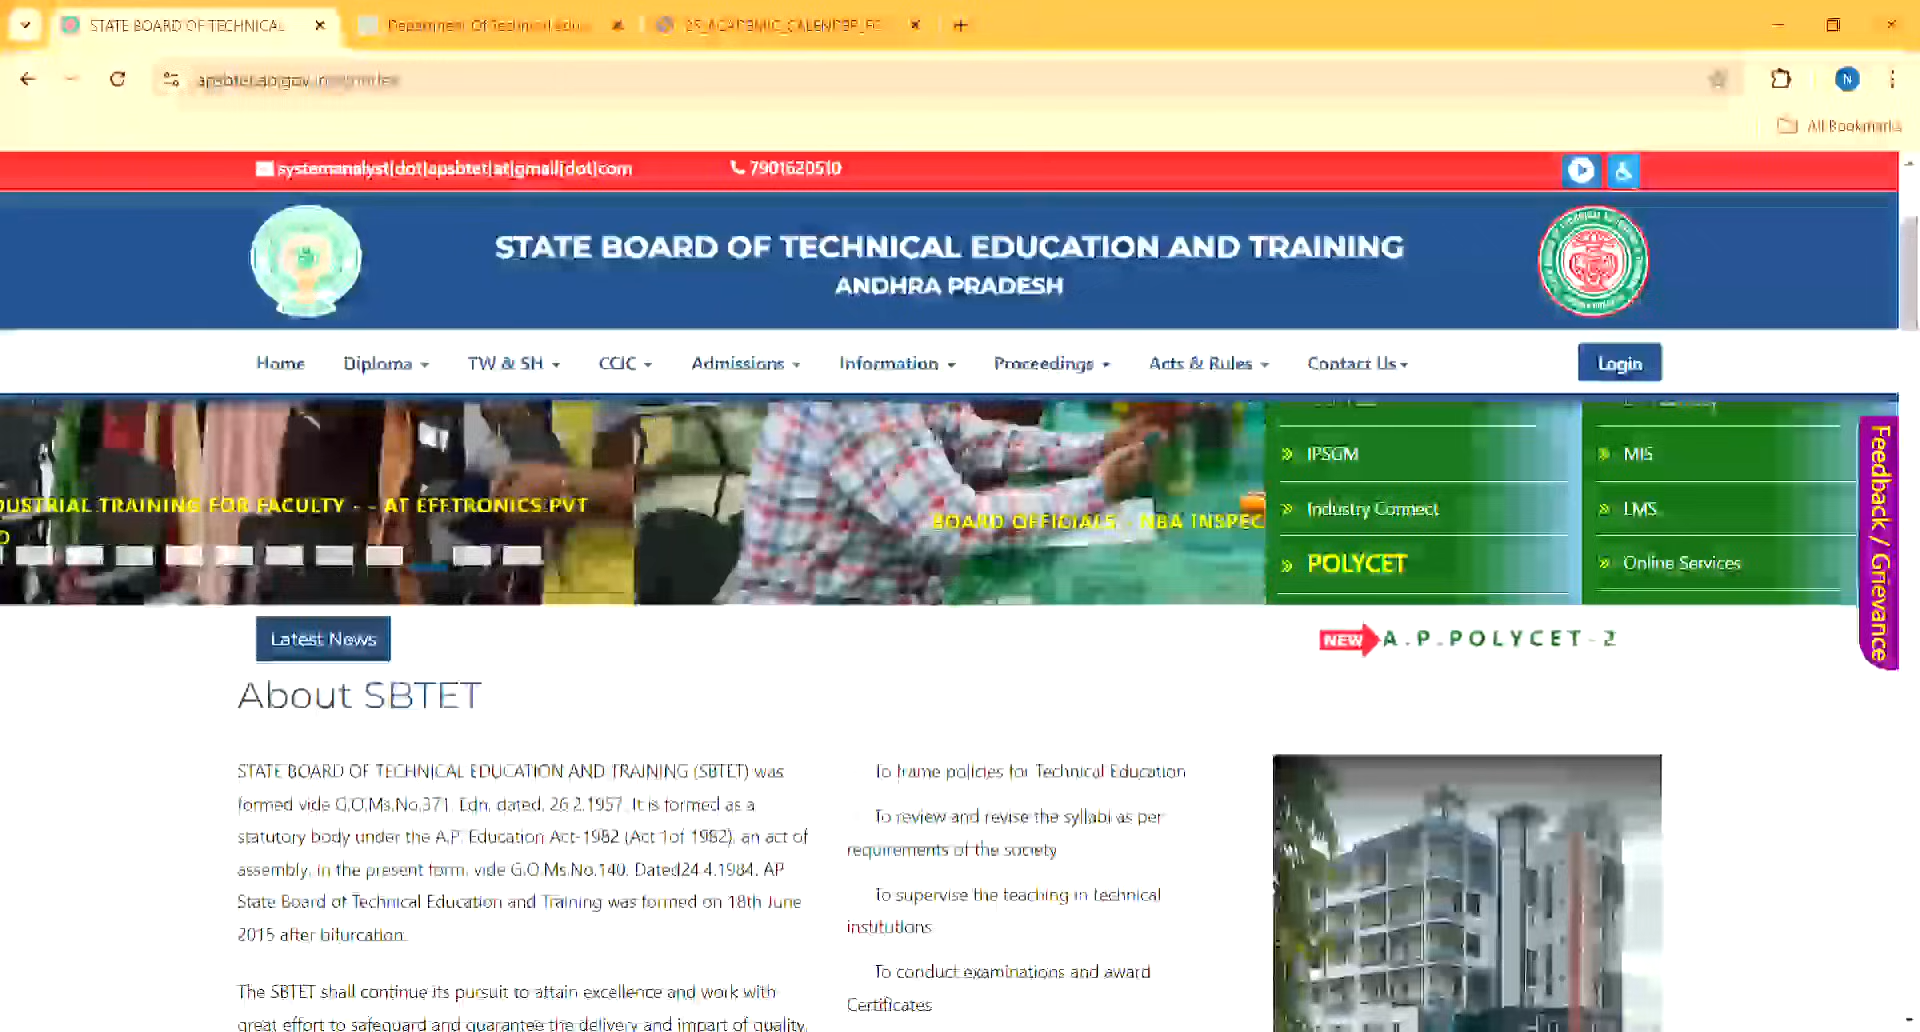 STATE BOARD OF TECHNICAL
Department Of Technical educ
All Bookmarks
systemanalyst[dot]apsbtet[at]gmail[dot]com
7901620510
STATE BOARD OF TECHNICAL EDUCATION AND TRAINING
ANDHRA PRADESH
Home Diploma TW & SH CCIC Admissions Information Proceedings Acts & Rules Contact Us Login
DUSTRIAL TRAINING FOR FACULTY - - AT EFFTRONICS PVT
BOARD OFFICIALS - NBA INSPEC
IPSGM
Industry Connect
POLYCET
MIS
LMS
Online Services
Feedback / Grievance
Latest News
NEW A.P.POLYCET-2
About SBTET
STATE BOARD OF TECHNICAL EDUCATION AND TRAINING (SBTET) was
formed vide G.O.Ms.No.371, Edn, dated, 26.2.1957. It is formed as a
statutory body under the A.P. Education Act-1982 (Act 1of 1982), an act of
assembly, in the present form, vide G.O.Ms.No.140, Dated24.4.1984. AP
State Board of Technical Education and Training was formed on 18th June
2015 after bifurcation.
The SBTET shall continue its pursuit to attain excellence and work with
great effort to safeguard and guarantee the delivery and impart of quality,
To frame policies for Technical Education
To review and revise the syllabi as per
requirements of the society
To supervise the teaching in technical
institutions
To conduct examinations and award
Certificates